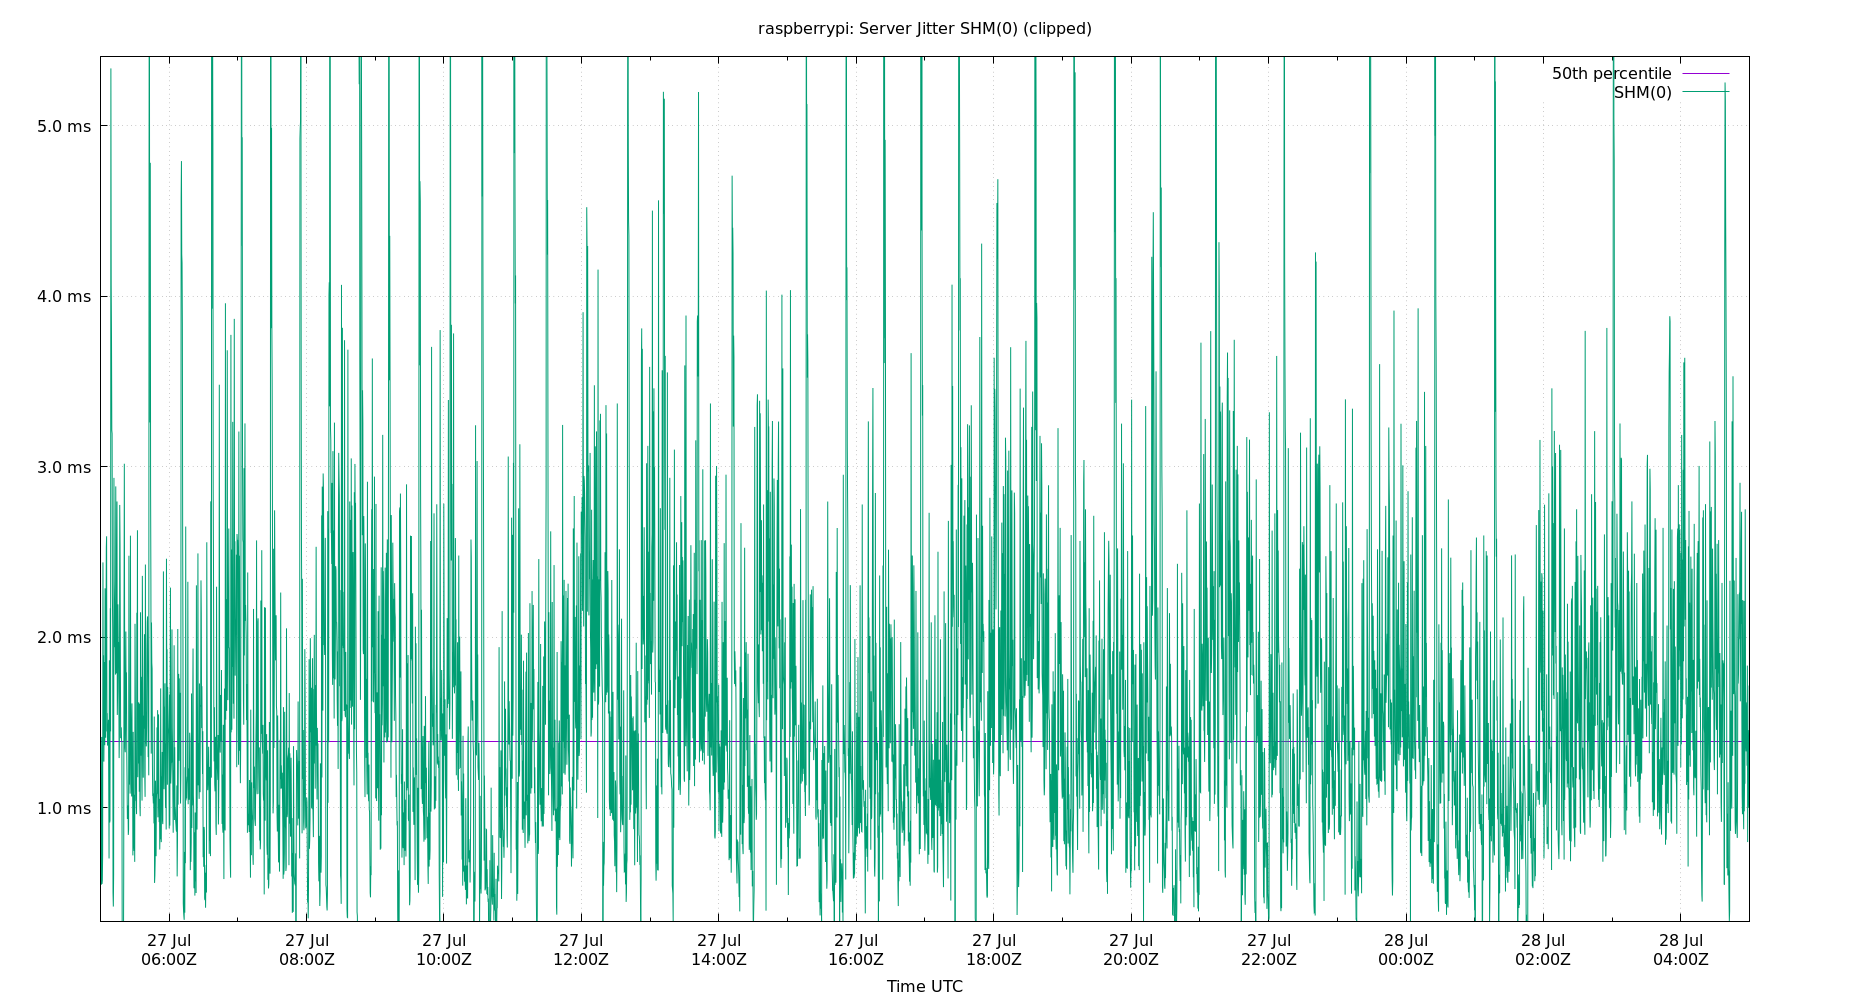 raspberrypi: Server Jitter SHM(0) (clipped)
50th percentile
SHM(0)
5.0 ms
4.0 ms
3.0 ms
2.0 ms
1.0 ms
27 Jul 27 Jul 27 Jul 27 Jul 27 Jul 27 Jul 27 Jul 27 Jul 27 Jul 28 Jul 28 Jul 28 Jul
06:00Z 08:00Z 10:00Z 12:00Z 14:00Z 16:00Z 18:00Z 20:00Z 22:00Z 00:00Z 02:00Z 04:00Z
Time UTC